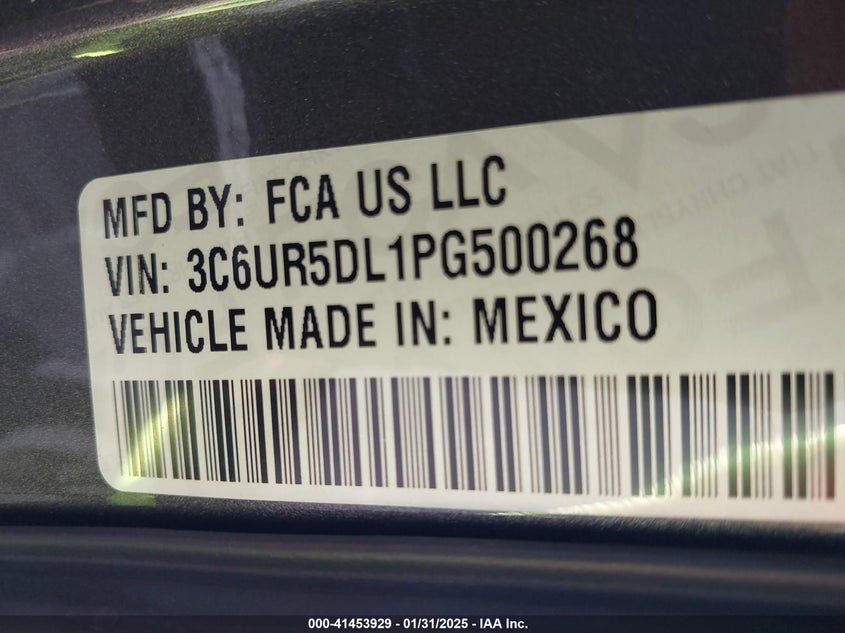 MFD BY: FCA US LLC
VIN: 3C6UR5DL1PG500268
VEHICLE MADE IN: MEXICO
000-41453929 - 01/31/2025 - IAA Inc.